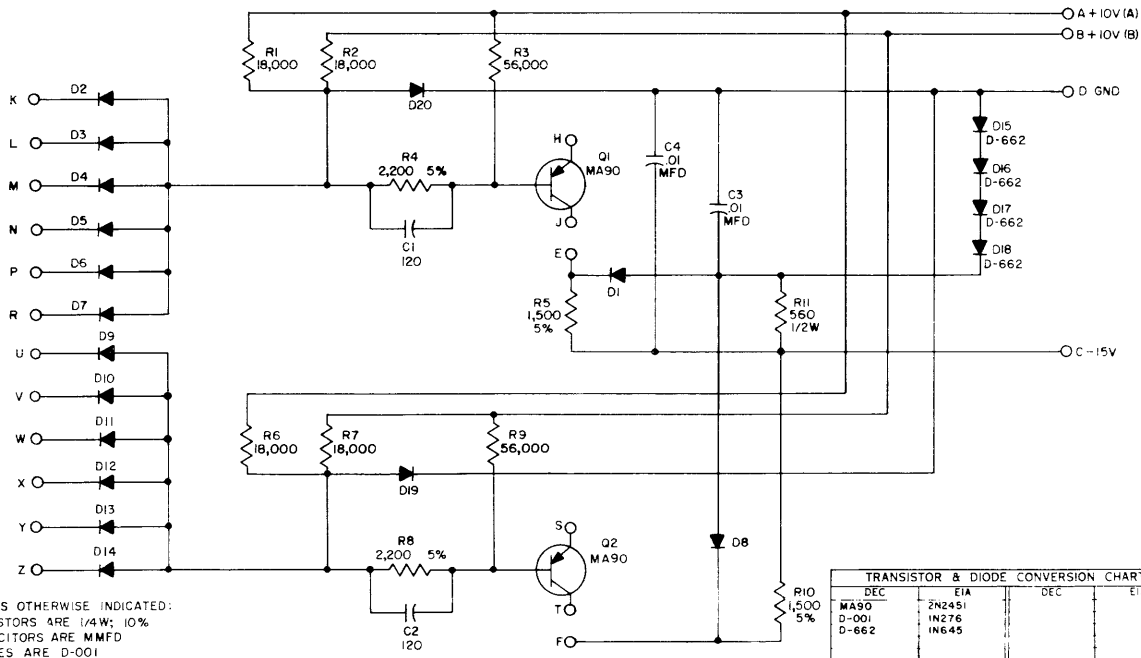 A +10V(A)
B +10V(B)
R1
18,000
R2
18,000
R3
56,000
D20
D GND
K
D2
L
D3
M
D4
N
D5
P
D6
R
D7
R4
2,200 5%
C1
120
H
Q1
MA90
J
E
D1
R5
1,500
5%
C4
.01
MFD
C3
.01
MFD
D15
D-662
D16
D-662
D17
D-662
D18
D-662
R11
560
1/2W
C -15V
U
D9
V
D10
W
D11
X
D12
Y
D13
Z
D14
R6
18,000
R7
18,000
R9
56,000
D19
R8
2,200 5%
C2
120
S
Q2
MA90
T
F
D8
R10
1,500
5%
S OTHERWISE INDICATED:
STORS ARE 1/4W; 10%
CITORS ARE MMFD
ES ARE D-001
TRANSISTOR & DIODE CONVERSION CHART
DEC EIA DEC EI
MA90 2N2451
D-001 1N276
D-662 1N645